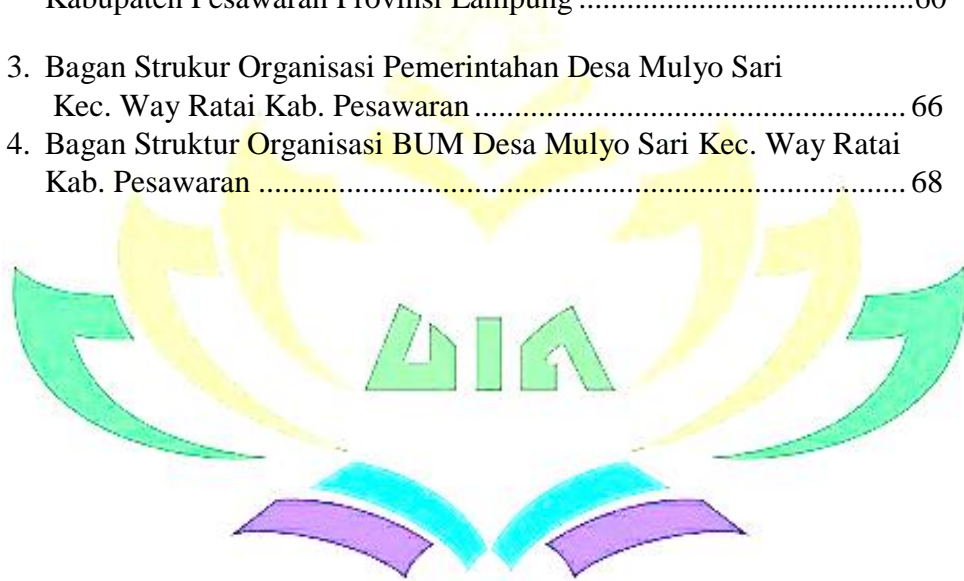 Kabupaten Pesawaran Provinsi Lampung ..........................................60
3. Bagan Strukur Organisasi Pemerintahan Desa Mulyo Sari
Kec. Way Ratai Kab. Pesawaran ...................................................... 66
4. Bagan Struktur Organisasi BUM Desa Mulyo Sari Kec. Way Ratai
Kab. Pesawaran ................................................................................. 68